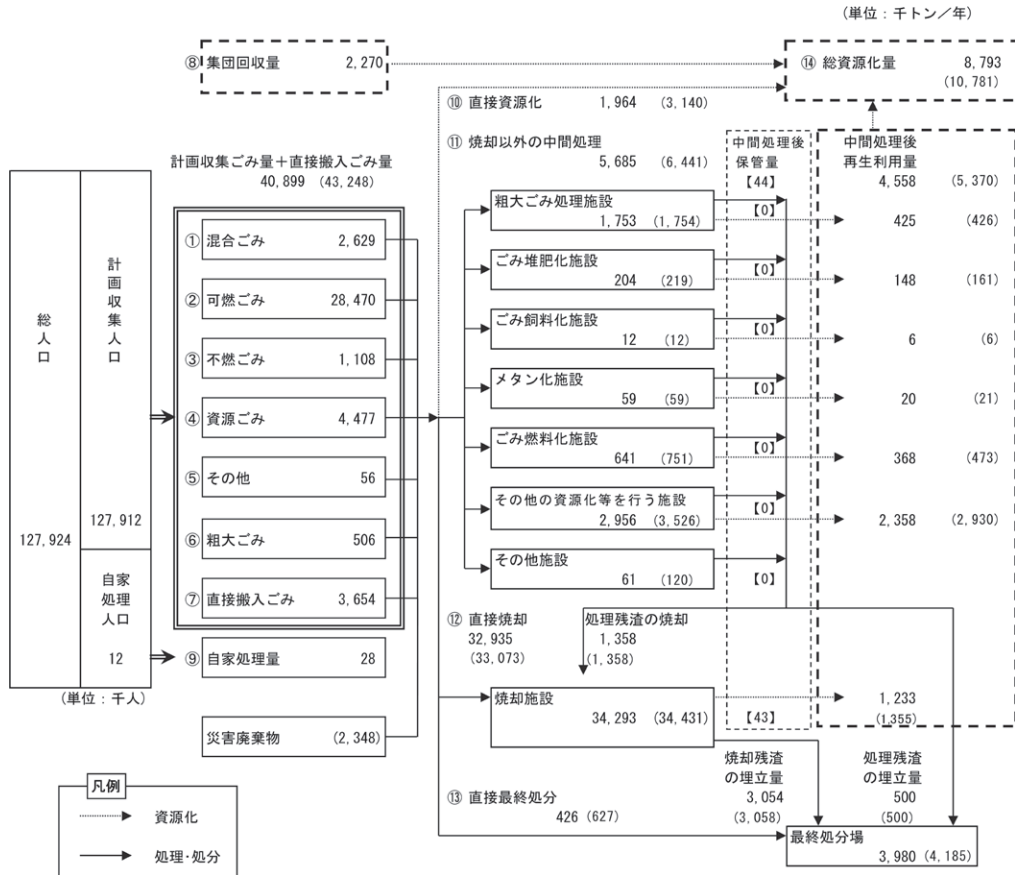 (単位：千トン／年)
⑧ 集団回収量 2,270
⑭ 総資源化量 8,793
(10,781)
⑩ 直接資源化 1,964 (3,140)
⑪ 焼却以外の中間処理
5,685 (6,441)
中間処理後
保管量
【44】
中間処理後
再生利用量
4,558 (5,370)
計画収集ごみ量＋直接搬入ごみ量
40,899 (43,248)
総人口
127,924
計画収集人口
127,912
自家
処理
人口
12
(単位：千人)
① 混合ごみ 2,629
② 可燃ごみ 28,470
③ 不燃ごみ 1,108
④ 資源ごみ 4,477
⑤ その他 56
⑥ 粗大ごみ 506
⑦ 直接搬入ごみ 3,654
⑨ 自家処理量 28
災害廃棄物 (2,348)
粗大ごみ処理施設
1,753 (1,754)
【0】
425 (426)
ごみ堆肥化施設
204 (219)
【0】
148 (161)
ごみ飼料化施設
12 (12)
【0】
6 (6)
メタン化施設
59 (59)
【0】
20 (21)
ごみ燃料化施設
641 (751)
【0】
368 (473)
その他の資源化等を行う施設
2,956 (3,526)
【0】
2,358 (2,930)
その他施設
61 (120)
【0】
⑫ 直接焼却
32,935
(33,073)
処理残渣の焼却
1,358
(1,358)
焼却施設
34,293 (34,431)
【43】
1,233
(1,355)
焼却残渣
の埋立量
3,054
(3,058)
処理残渣
の埋立量
500
(500)
⑬ 直接最終処分
426 (627)
最終処分場
3,980 (4,185)
凡例
資源化
処理・処分